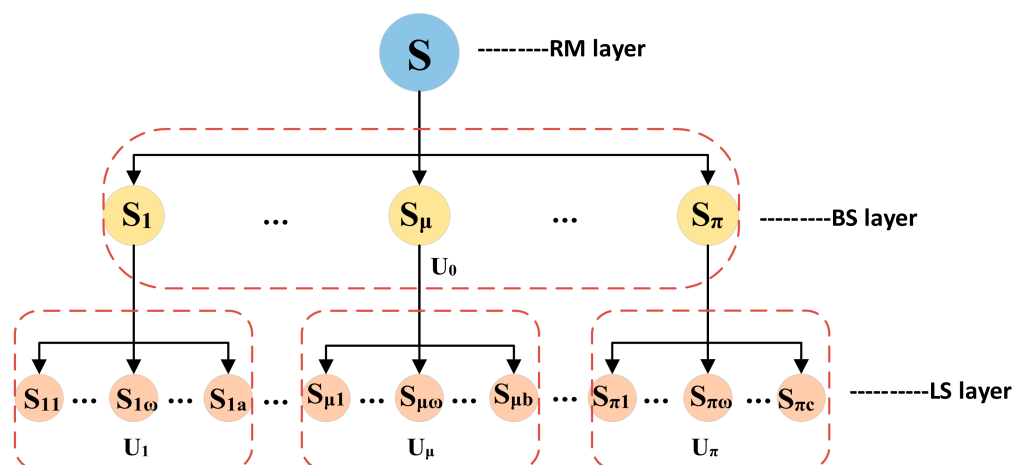 S
---------RM layer
S₁ ... Sμ ... Sπ
---------BS layer
U₀
S₁₁ ... S₁ω ... S₁ₐ ... Sμ₁ ... Sμω ... Sμb ... Sπ₁ ... Sπω ... Sπc
---------LS layer
U₁
Uμ
Uπ